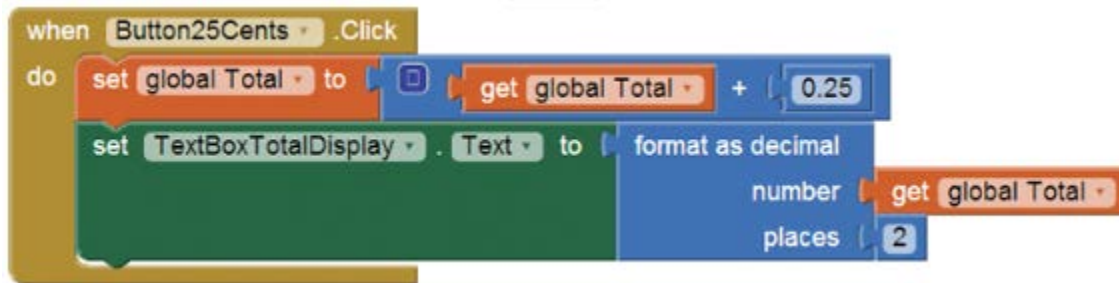 when Button25Cents .Click
do set global Total to get global Total + 0.25
set TextBoxTotalDisplay . Text to format as decimal
number get global Total
places 2